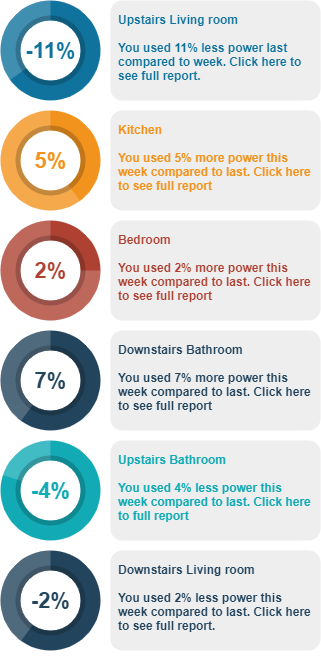 -11%
Upstairs Living room
You used 11% less power last
compared to week. Click here to
see full report.
5%
Kitchen
You used 5% more power this
week compared to last. Click here
to see full report
2%
Bedroom
You used 2% more power this
week compared to last. Click here
to see full report
7%
Downstairs Bathroom
You used 7% more power this
week compared to last. Click here
to see full report
-4%
Upstairs Bathroom
You used 4% less power this
week compared to last. Click here
to full report
-2%
Downstairs Living room
You used 2% less power this
week compared to last. Click here
to see full report.